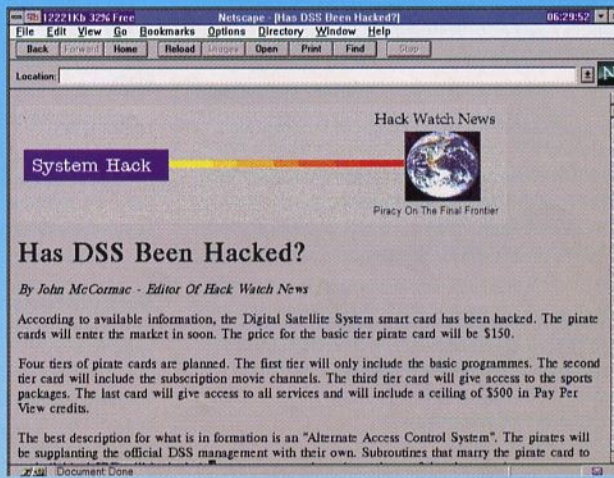 12221Kb 32% Free Netscape - [Has DSS Been Hacked?] 06:29:52
File Edit View Go Bookmarks Options Directory Window Help
Back Forward Home Reload Images Open Print Find Stop
Location:
N
Hack Watch News
System Hack
Piracy On The Final Frontier
Has DSS Been Hacked?
By John McCormac - Editor Of Hack Watch News
According to available information, the Digital Satellite System smart card has been hacked. The pirate
cards will enter the market in soon. The price for the basic tier pirate card will be $150.
Four tiers of pirate cards are planned. The first tier will only include the basic programmes. The second
tier card will include the subscription movie channels. The third tier card will give access to the sports
packages. The last card will give access to all services and will include a ceiling of $500 in Pay Per
View credits.
The best description for what is in formation is an "Alternate Access Control System". The pirates will
be supplanting the official DSS management with their own. Subroutines that marry the pirate card to
Document: Done